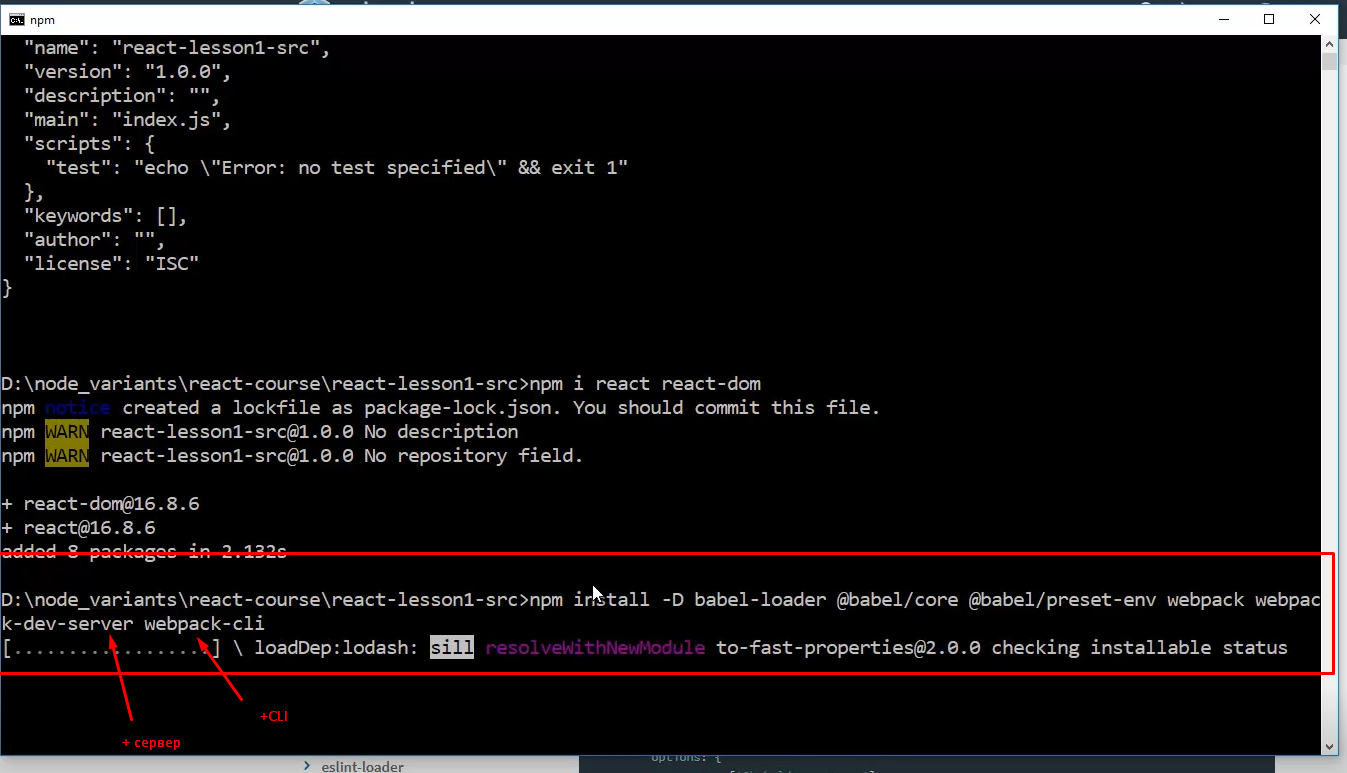 npm
"name": "react-lesson1-src",
"version": "1.0.0",
"description": "",
"main": "index.js",
"scripts": {
"test": "echo \"Error: no test specified\" && exit 1"
},
"keywords": [],
"author": "",
"license": "ISC"
}
D:\node_variants\react-course\react-lesson1-src>npm i react react-dom
npm notice created a lockfile as package-lock.json. You should commit this file.
npm WARN react-lesson1-src@1.0.0 No description
npm WARN react-lesson1-src@1.0.0 No repository field.
+ react-dom@16.8.6
+ react@16.8.6
added 8 packages in 2.132s
D:\node_variants\react-course\react-lesson1-src>npm install -D babel-loader @babel/core @babel/preset-env webpack webpac
k-dev-server webpack-cli
[..................] \ loadDep:lodash: sill resolveWithNewModule to-fast-properties@2.0.0 checking installable status
+CLI
+ сервер
eslint-loader
options: {